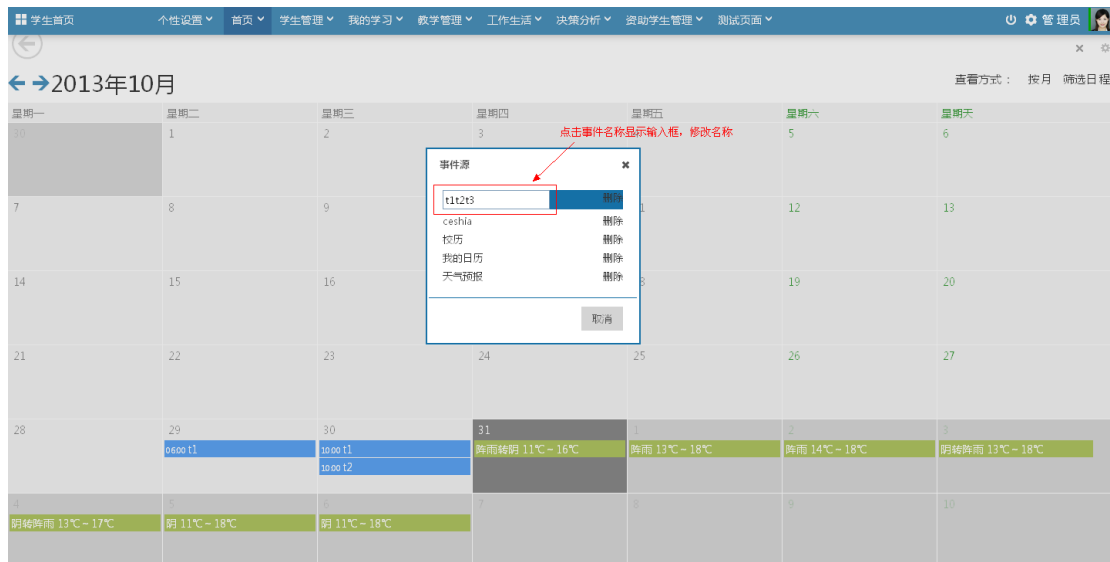 学生首页 个性设置 首页 学生管理 我的学习 教学管理 工作生活 决策分析 资助学生管理 测试页面 管理员
2013年10月 查看方式： 按月 筛选日程
星期一 星期二 星期三 星期四 星期五 星期六 星期天
30 1 2 3 5 6
点击事件名称显示输入框，修改名称
事件源
t1t2t3 删除
ceshia 删除
校历 删除
我的日历 删除
天气预报 删除
取消
7 8 9 1 12 13
14 15 16 8 19 20
21 22 23 24 25 26 27
28 29 30 31 1 2 3
0600 t1 1000 t1 阵雨转阴 11℃ ~ 16℃ 阵雨 13℃ ~ 18℃ 阵雨 14℃ ~ 18℃ 阴转阵雨 13℃ ~ 18℃
1000 t2
4 5 6 7 8 9 10
阴转阵雨 13℃ ~ 17℃ 阴 11℃ ~ 18℃ 阴 11℃ ~ 18℃